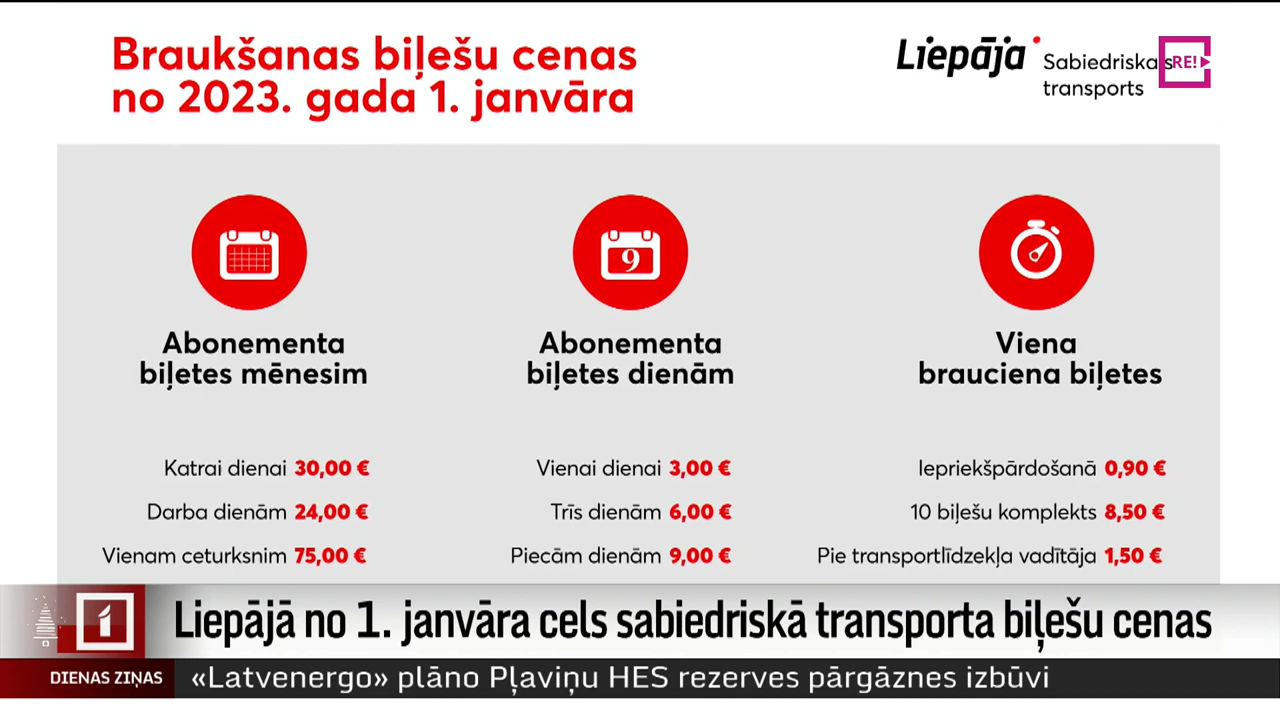 Braukšanas biļešu cenas
no 2023. gada 1. janvāra
Liepāja
Sabiedriskais
transports
RE!
9
Abonementa
biļetes mēnesim
Katrai dienai 30,00 €
Darba dienām 24,00 €
Vienam ceturksnim 75,00 €
Abonementa
biļetes dienām
Vienai dienai 3,00 €
Trīs dienām 6,00 €
Piecām dienām 9,00 €
Viena
brauciena biļetes
Iepriekšpārdošanā 0,90 €
10 biļešu komplekts 8,50 €
Pie transportlīdzekļa vadītāja 1,50 €
1
Liepājā no 1. janvāra cels sabiedriskā transporta biļešu cenas
DIENAS ZIŅAS
«Latvenergo» plāno Pļaviņu HES rezerves pārgāznes izbūvi